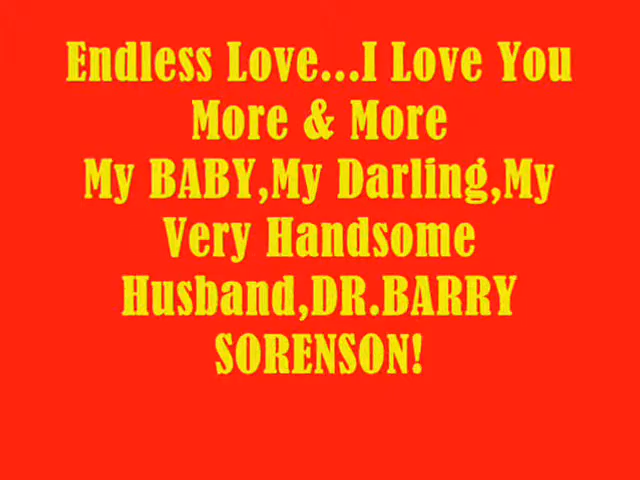 Endless Love...I Love You
More & More
My BABY,My Darling,My
Very Handsome
Husband,DR.BARRY
SORENSON!